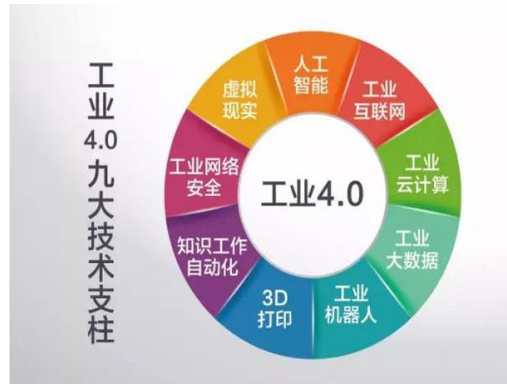 工业4.0九大技术支柱
人工
智能
工业
互联网
工业
云计算
工业
大数据
工业
机器人
3D
打印
知识工作
自动化
工业网络
安全
虚拟
现实
工业4.0